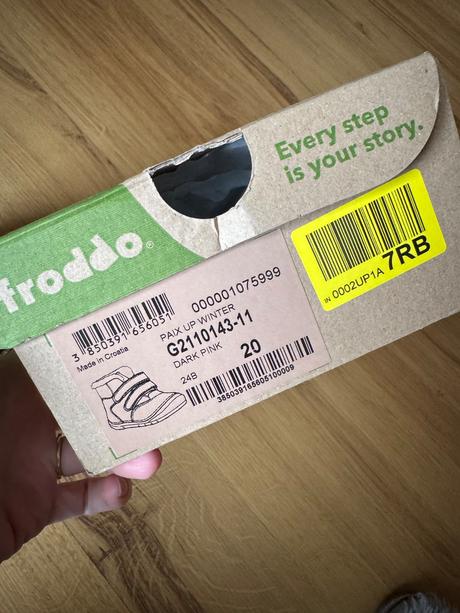 Every step
is your story.
froddo®
000001075999
PAIX UP WINTER
G2110143-11
DARK PINK
20
24B
3 850391 656051
Made in Croatia
38503916560510009
7RB
IN 0002UP1A